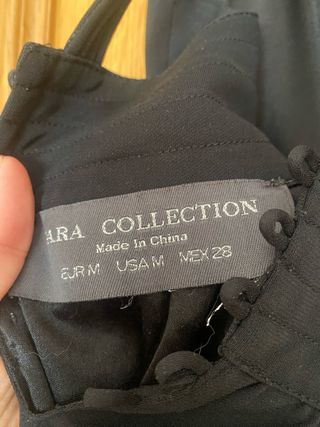 ARA COLLECTION
Made In China
EUR M USA M MEX 28